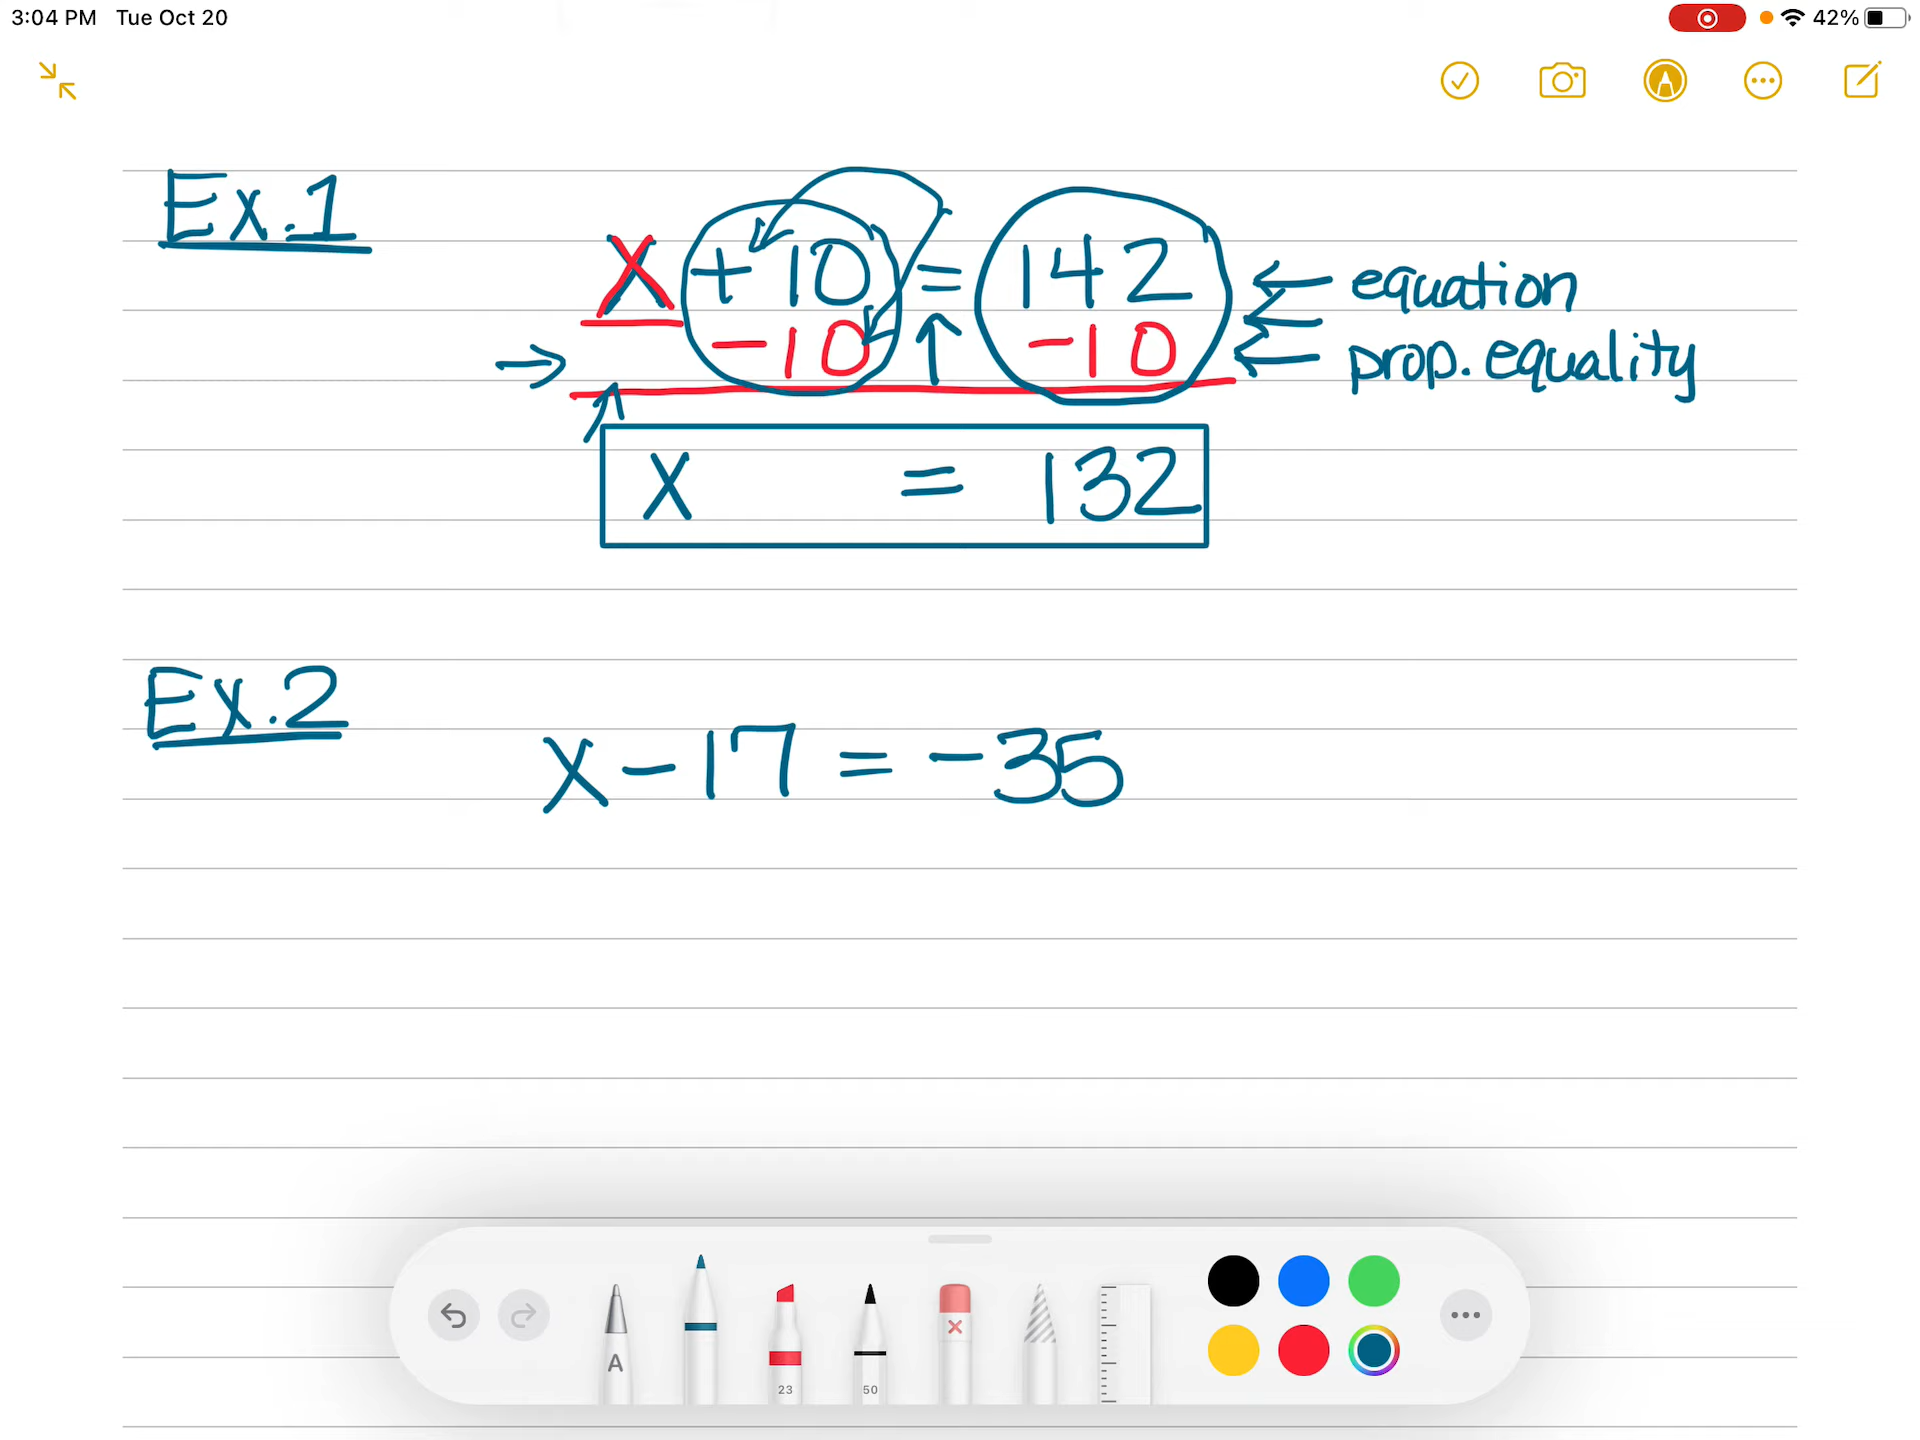 3:04 PM Tue Oct 20 42%
Ex. 1
x + 10 = 142 ← equation
→ - 10 ↑ - 10 ← prop. equality
x = 132
Ex. 2
x - 17 = - 35
A 23 50